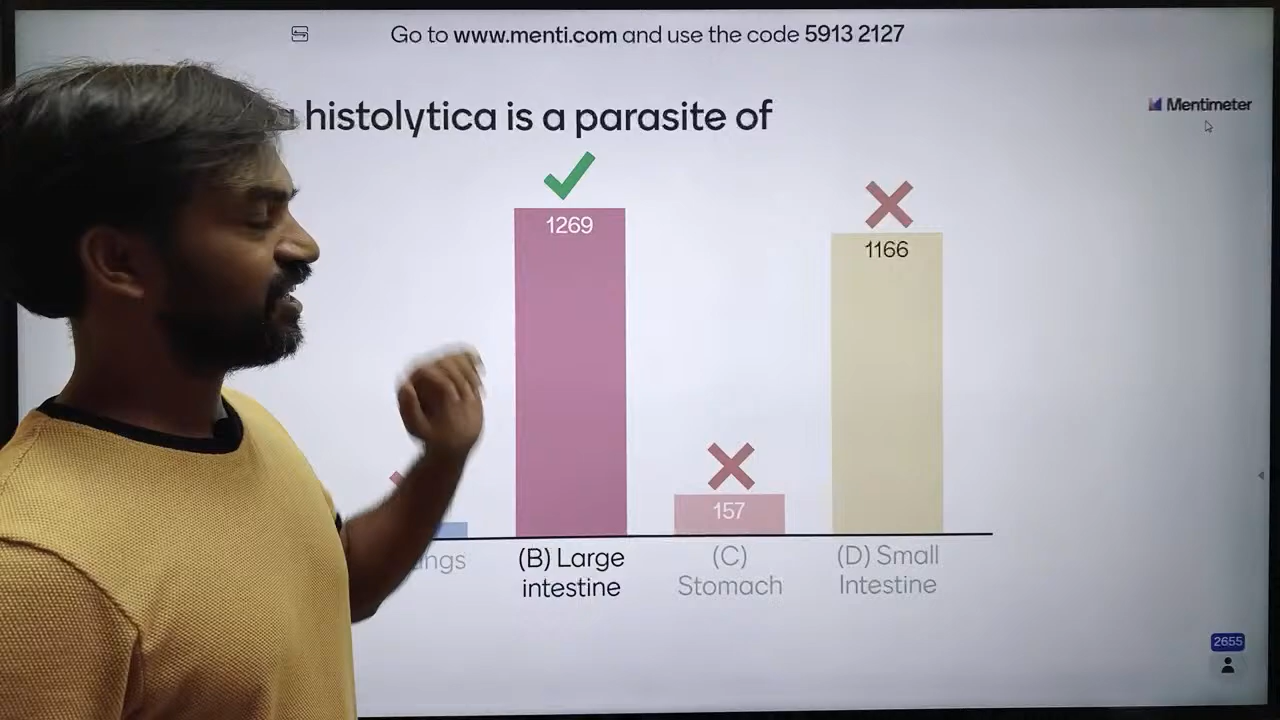 Go to www.menti.com and use the code 5913 2127
histolytica is a parasite of
Mentimeter
1269
1166
157
(B) Large
intestine
(C)
Stomach
(D) Small
Intestine
2655